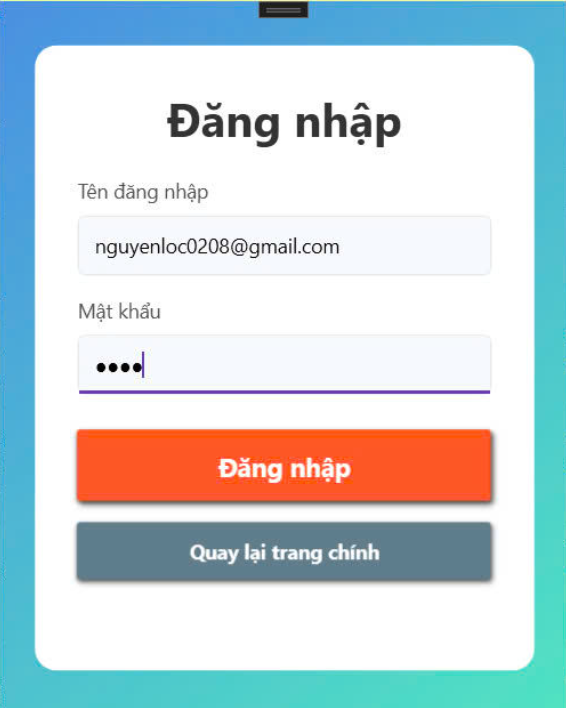 Đăng nhập
Tên đăng nhập
nguyenloc0208@gmail.com
Mật khẩu
••••
Đăng nhập
Quay lại trang chính